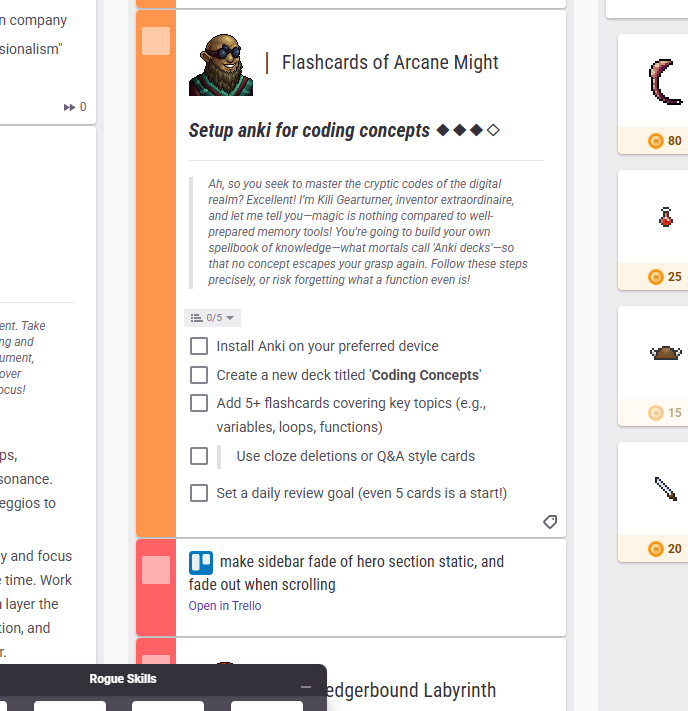 n company
sionalism"
0
ent. Take
ng and
ument,
over
ocus!
ps,
sonance.
eggios to
y and focus
e time. Work
n layer the
tion, and
r.
Flashcards of Arcane Might
Setup anki for coding concepts ◆◆◆◇
Ah, so you seek to master the cryptic codes of the digital
realm? Excellent! I'm Kili Gearturner, inventor extraordinaire,
and let me tell you—magic is nothing compared to well-
prepared memory tools! You're going to build your own
spellbook of knowledge—what mortals call 'Anki decks'—so
that no concept escapes your grasp again. Follow these steps
precisely, or risk forgetting what a function even is!
0/5
Install Anki on your preferred device
Create a new deck titled 'Coding Concepts'
Add 5+ flashcards covering key topics (e.g.,
variables, loops, functions)
Use cloze deletions or Q&A style cards
Set a daily review goal (even 5 cards is a start!)
make sidebar fade of hero section static, and
fade out when scrolling
Open in Trello
edgerbound Labyrinth
Rogue Skills
80
25
15
20